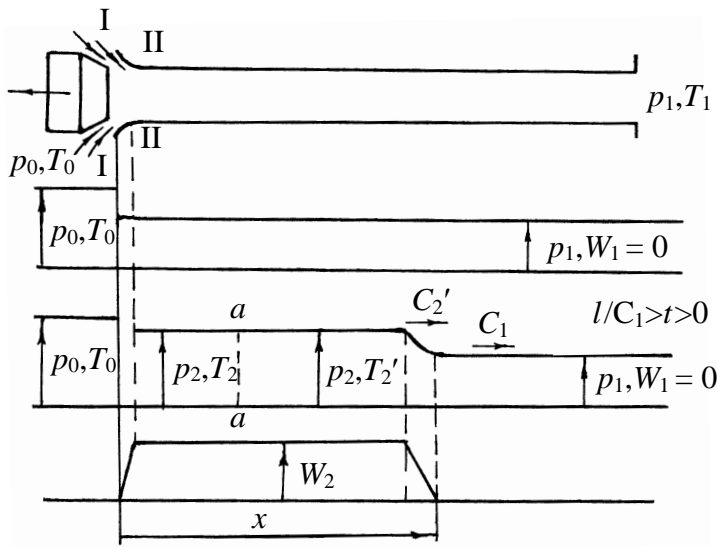 I
II
p₁,T₁
II
p₀,T₀ I
p₀,T₀
p₁,W₁ = 0
a
C₂′
C₁
l/C₁>t>0
p₀,T₀
p₂,T₂
p₂,T₂′
p₁,W₁ = 0
a
W₂
x